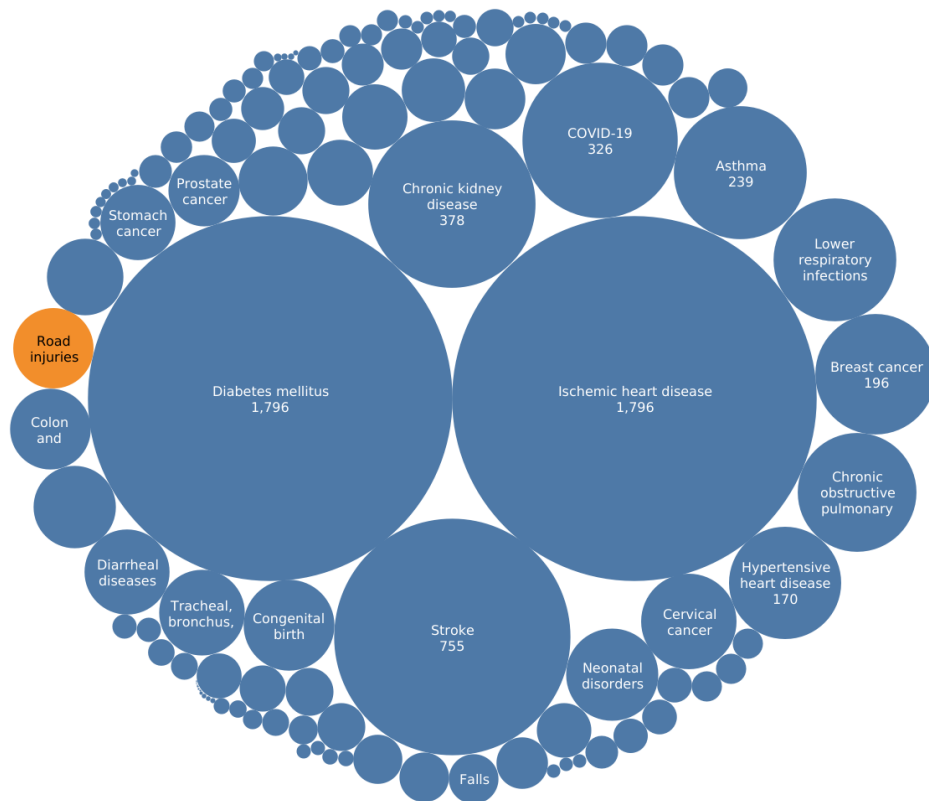 COVID-19
326
Asthma
239
Prostate
cancer
Chronic kidney
disease
378
Stomach
cancer
Lower
respiratory
infections
Road
injuries
Breast cancer
196
Diabetes mellitus
1,796
Ischemic heart disease
1,796
Colon
and
Chronic
obstructive
pulmonary
Diarrheal
diseases
Hypertensive
heart disease
170
Tracheal,
bronchus,
Congenital
birth
Stroke
755
Cervical
cancer
Neonatal
disorders
Falls